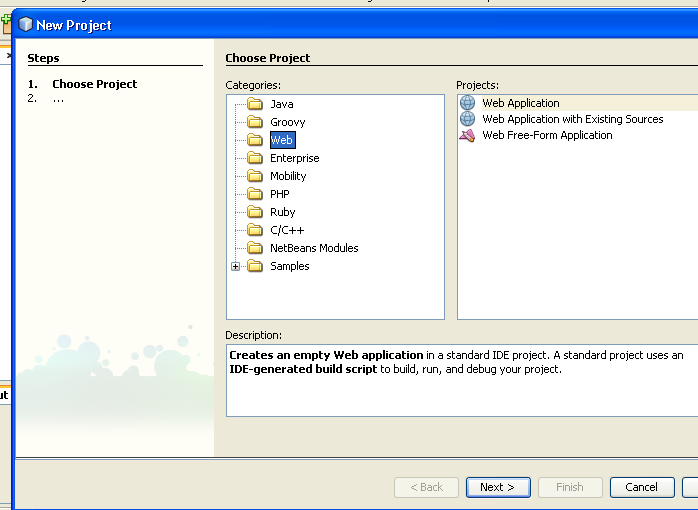 New Project
Steps
1. Choose Project
2. ...
Choose Project
Categories:
Java
Groovy
Web
Enterprise
Mobility
PHP
Ruby
C/C++
NetBeans Modules
Samples
Projects:
Web Application
Web Application with Existing Sources
Web Free-Form Application
Description:
Creates an empty Web application in a standard IDE project. A standard project uses an
IDE-generated build script to build, run, and debug your project.
ut
< Back
Next >
Finish
Cancel